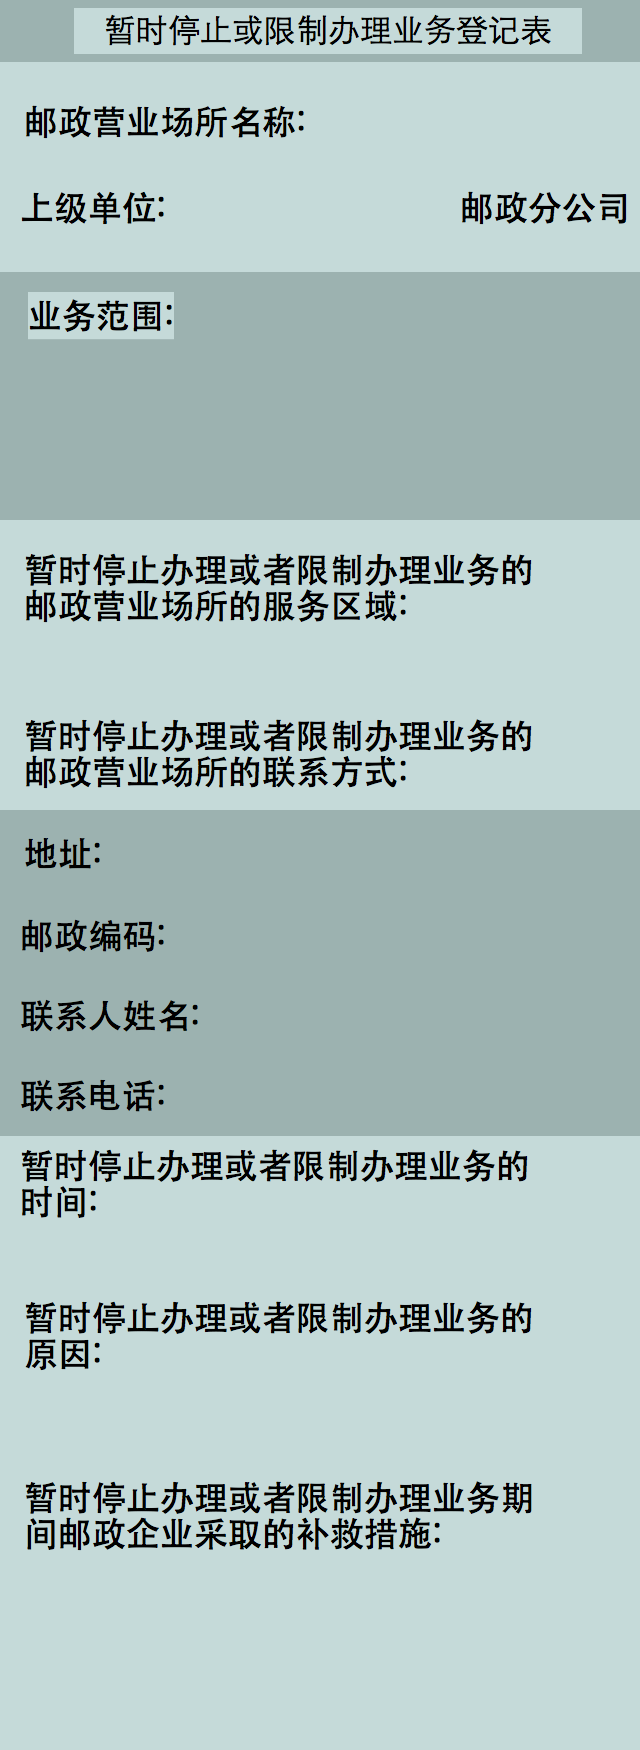 暂时停止或限制办理业务登记表
邮政营业场所名称:
上级单位: 邮政分公司
业务范围:
暂时停止办理或者限制办理业务的
邮政营业场所的服务区域:
暂时停止办理或者限制办理业务的
邮政营业场所的联系方式:
地址:
邮政编码:
联系人姓名:
联系电话:
暂时停止办理或者限制办理业务的
时间:
暂时停止办理或者限制办理业务的
原因:
暂时停止办理或者限制办理业务期
间邮政企业采取的补救措施: